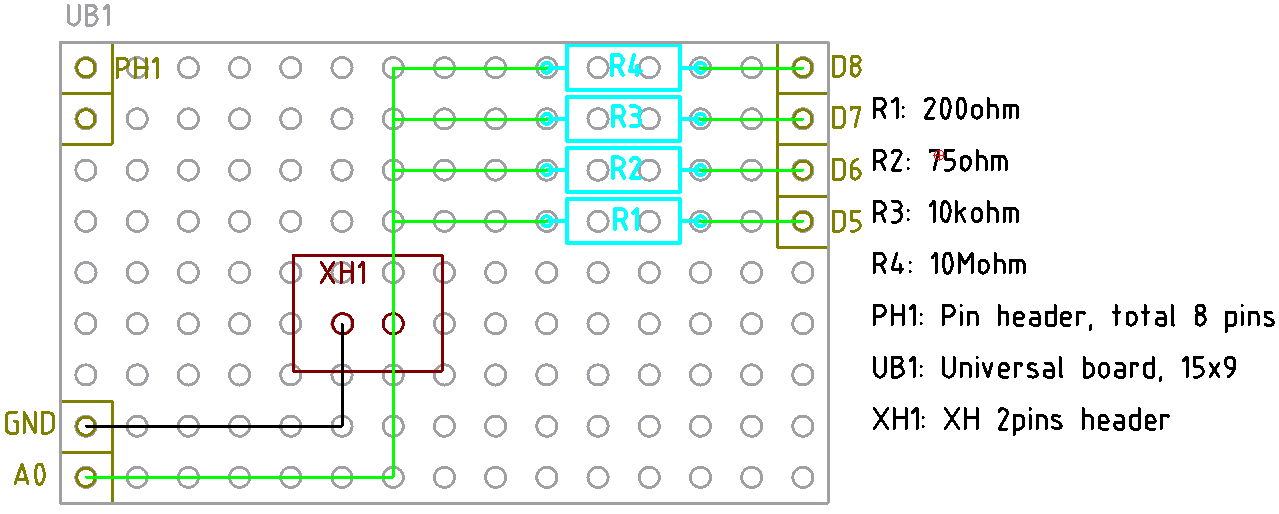 UB1
PH1
R4
D8
R3
D7
R2
D6
R1
D5
XH1
GND
A0
R1: 200ohm
R2: 75ohm
R3: 10kohm
R4: 10Mohm
PH1: Pin header, total 8 pins
UB1: Universal board, 15x9
XH1: XH 2pins header